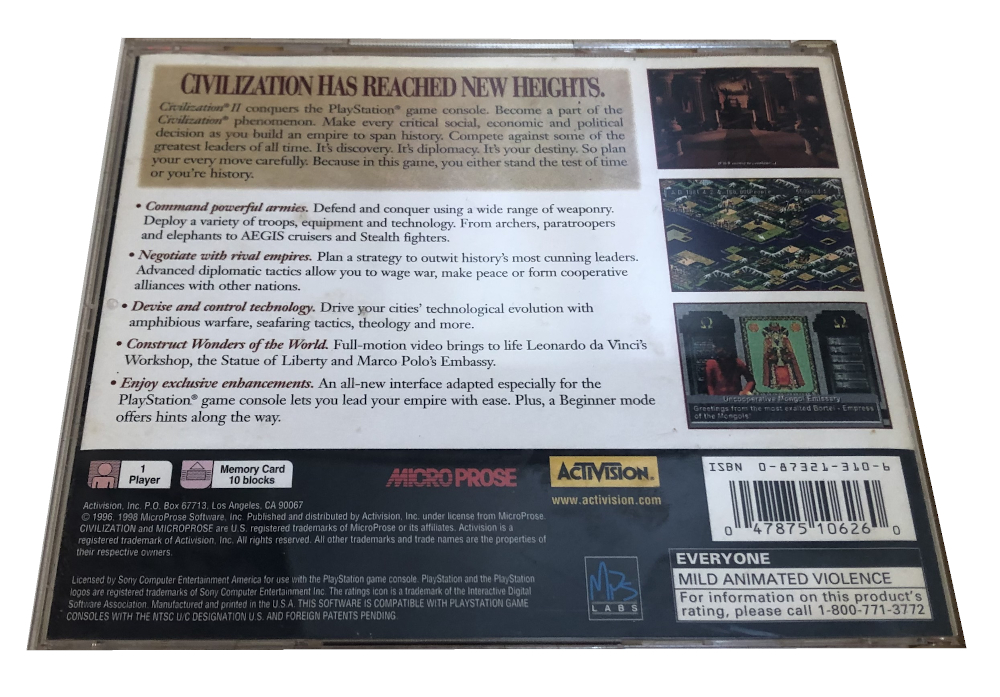 CIVILIZATION HAS REACHED NEW HEIGHTS.
Civilization® II conquers the PlayStation® game console. Become a part of the
Civilization® phenomenon. Make every critical social, economic and political
decision as you build an empire to span history. Compete against some of the
greatest leaders of all time. It's discovery. It's diplomacy. It's your destiny. So plan
your every move carefully. Because in this game, you either stand the test of time
or you're history.
• Command powerful armies. Defend and conquer using a wide range of weaponry.
Deploy a variety of troops, equipment and technology. From archers, paratroopers
and elephants to AEGIS cruisers and Stealth fighters.
• Negotiate with rival empires. Plan a strategy to outwit history's most cunning leaders.
Advanced diplomatic tactics allow you to wage war, make peace or form cooperative
alliances with other nations.
• Devise and control technology. Drive your cities' technological evolution with
amphibious warfare, seafaring tactics, theology and more.
• Construct Wonders of the World. Full-motion video brings to life Leonardo da Vinci's
Workshop, the Statue of Liberty and Marco Polo's Embassy.
• Enjoy exclusive enhancements. An all-new interface adapted especially for the
PlayStation® game console lets you lead your empire with ease. Plus, a Beginner mode
offers hints along the way.
Uncooperative Mongol Embassy
Greetings from the most exalted Bortei - Empress
of the Mongols!
1
Player
Memory Card
10 blocks
MICROPROSE
ACTIVISION.
www.activision.com
ISBN 0-87321-310-6
0 47875 10626 0
Activision, Inc. P.O. Box 67713, Los Angeles, CA 90067
© 1996, 1998 MicroProse Software, Inc. Published and distributed by Activision, Inc. under license from MicroProse.
CIVILIZATION and MICROPROSE are U.S. registered trademarks of MicroProse or its affiliates. Activision is a
registered trademark of Activision, Inc. All rights reserved. All other trademarks and trade names are the properties of
their respective owners.
Licensed by Sony Computer Entertainment America for use with the PlayStation game console. PlayStation and the PlayStation
logos are registered trademarks of Sony Computer Entertainment Inc. The ratings icon is a trademark of the Interactive Digital
Software Association. Manufactured and printed in the U.S.A. THIS SOFTWARE IS COMPATIBLE WITH PLAYSTATION GAME
CONSOLES WITH THE NTSC U/C DESIGNATION U.S. AND FOREIGN PATENTS PENDING.
MPS
LABS
EVERYONE
MILD ANIMATED VIOLENCE
For information on this product's
rating, please call 1-800-771-3772